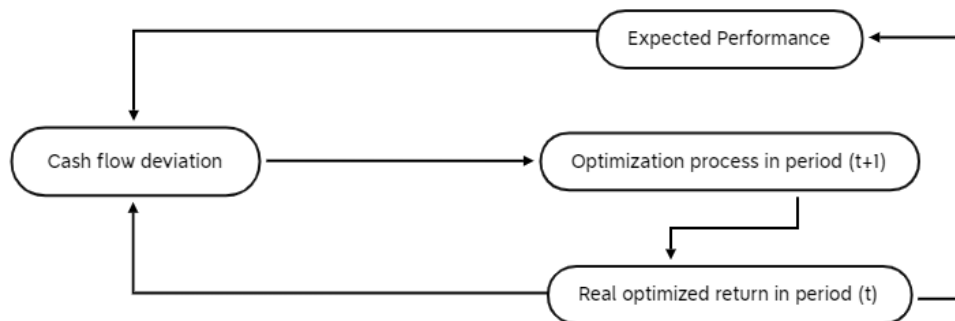 Expected Performance
Cash flow deviation
Optimization process in period (t+1)
Real optimized return in period (t)